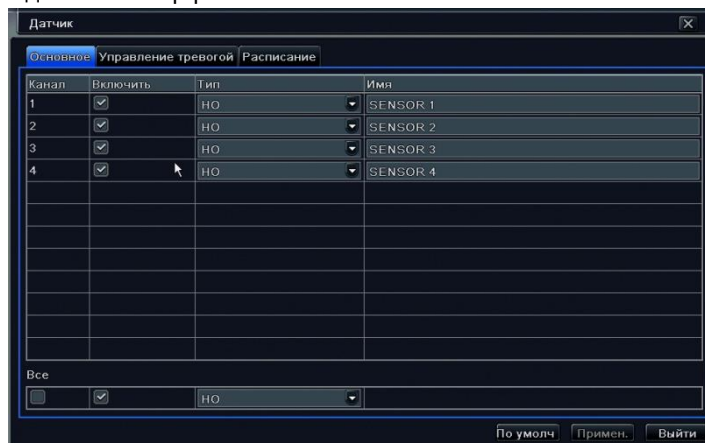 Датчик
Основное Управление тревогой Расписание
Канал Включить Тип Имя
1 НО SENSOR 1
2 НО SENSOR 2
3 НО SENSOR 3
4 НО SENSOR 4
Все
НО
По умолч Примен. Выйти